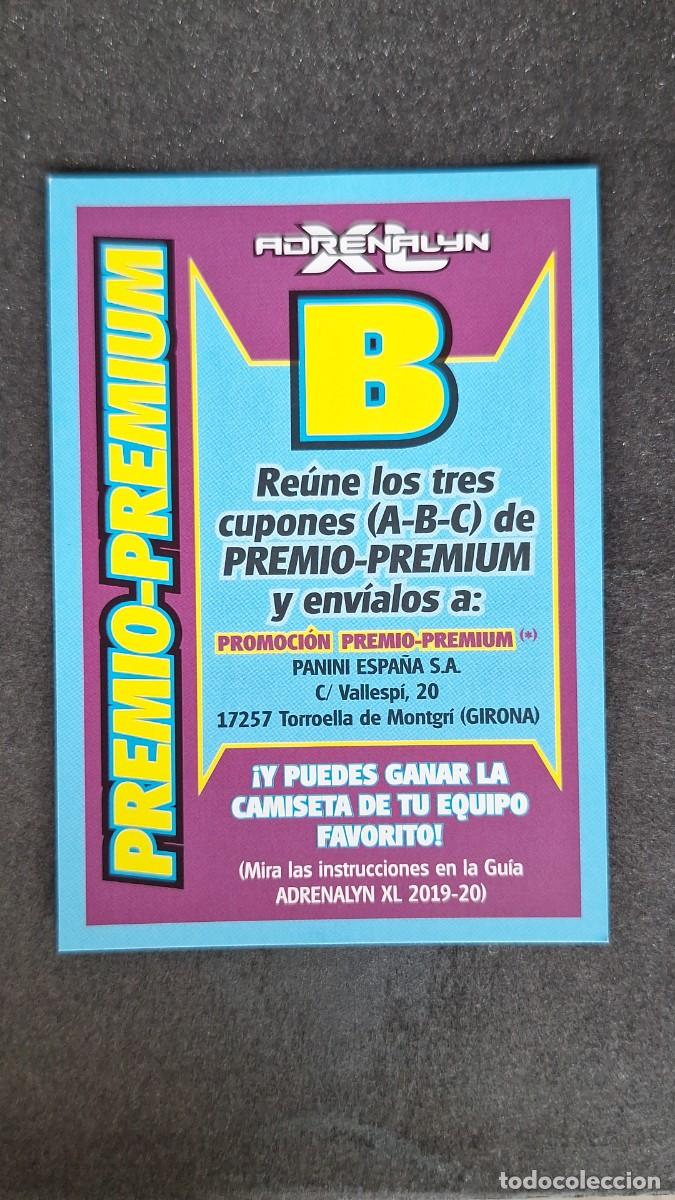 PREMIO-PREMIUM
ADRENALYN
XL
B
Reúne los tres
cupones (A-B-C) de
PREMIO-PREMIUM
y envíalos a:
PROMOCIÓN PREMIO-PREMIUM (*)
PANINI ESPAÑA S.A.
C/ Vallespí, 20
17257 Torroella de Montgrí (GIRONA)
¡Y PUEDES GANAR LA
CAMISETA DE TU EQUIPO
FAVORITO!
(Mira las instrucciones en la Guía
ADRENALYN XL 2019-20)
todocoleccion